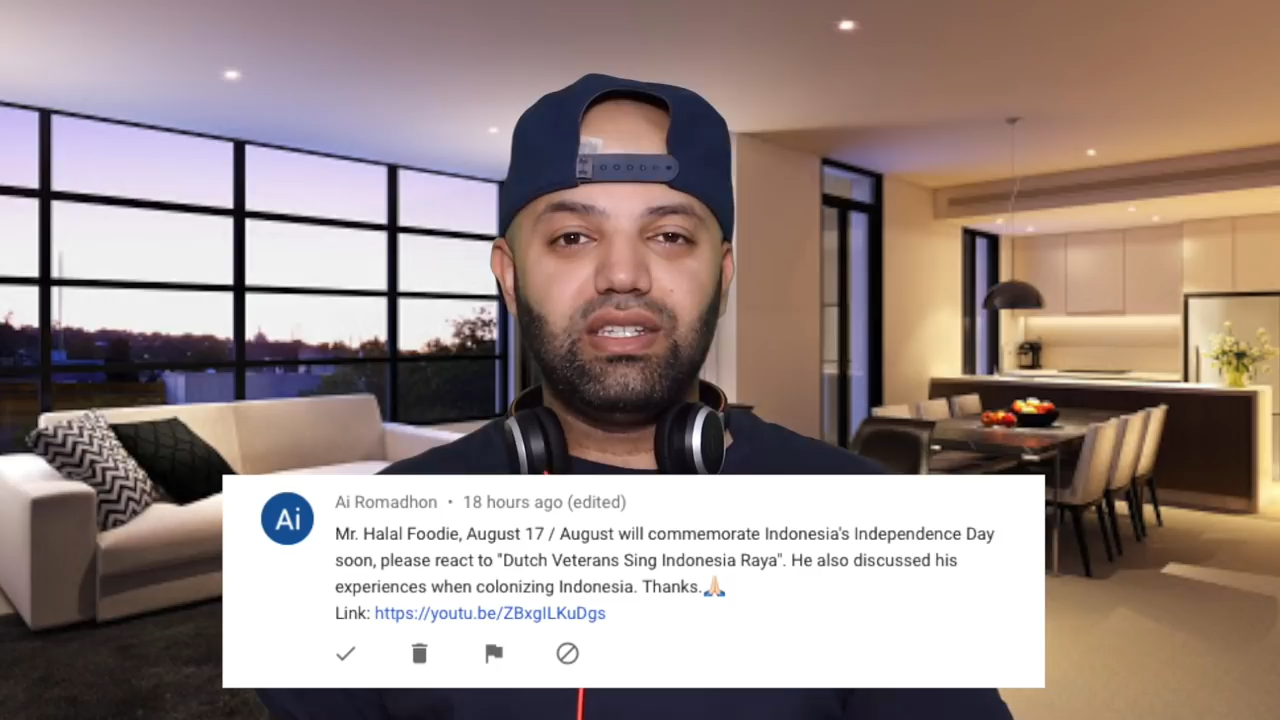 Ai
Ai Romadhon • 18 hours ago (edited)
Mr. Halal Foodie, August 17 / August will commemorate Indonesia's Independence Day
soon, please react to "Dutch Veterans Sing Indonesia Raya". He also discussed his
experiences when colonizing Indonesia. Thanks.🙏🏻
Link: https://youtu.be/ZBxgILKuDgs